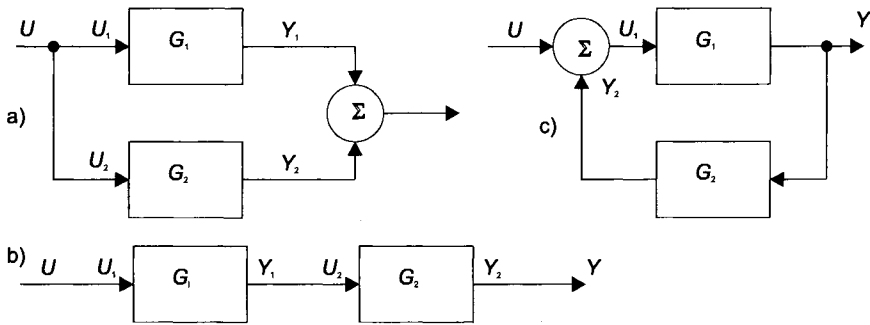 a)
U
U₁
G₁
Y₁
U₂
G₂
Y₂
Σ
c)
U
Σ
U₁
G₁
Y
Y₂
G₂
b)
U
U₁
G₁
Y₁
U₂
G₂
Y₂
Y